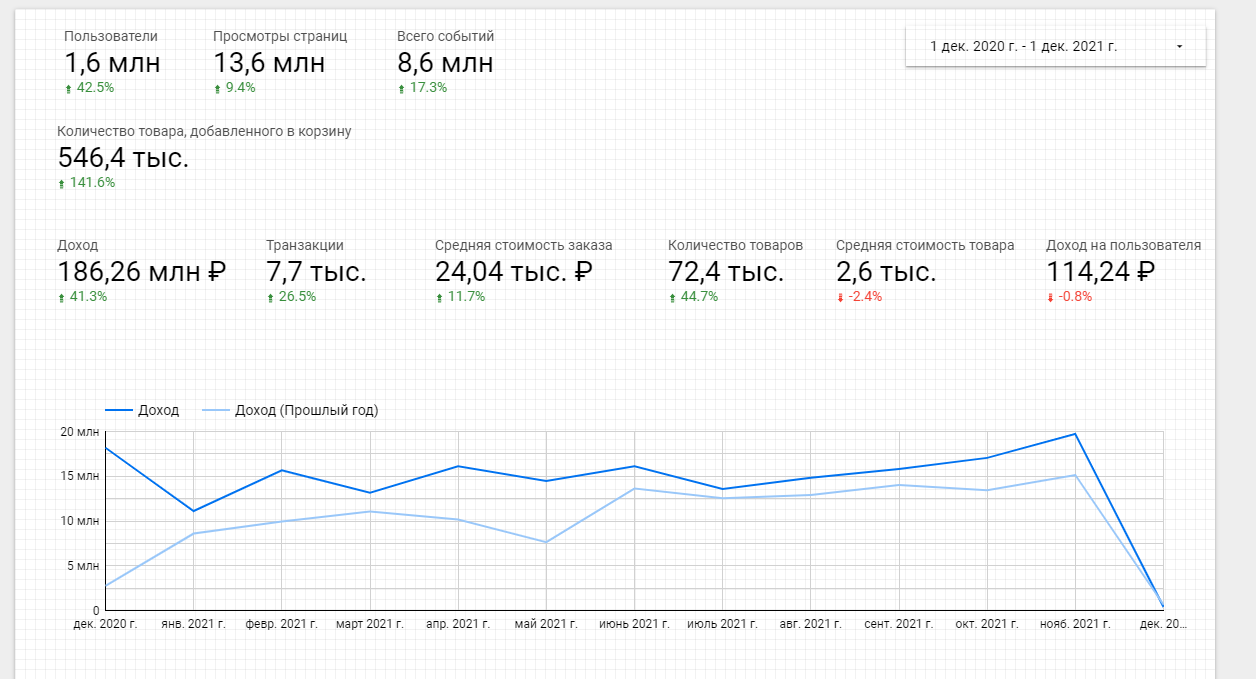 Пользователи
1,6 млн
42.5%
Просмотры страниц
13,6 млн
9.4%
Всего событий
8,6 млн
17.3%
1 дек. 2020 г. - 1 дек. 2021 г.
Количество товара, добавленного в корзину
546,4 тыс.
141.6%
Доход
186,26 млн ₽
41.3%
Транзакции
7,7 тыс.
26.5%
Средняя стоимость заказа
24,04 тыс. ₽
11.7%
Количество товаров
72,4 тыс.
44.7%
Средняя стоимость товара
2,6 тыс.
-2.4%
Доход на пользователя
114,24 ₽
-0.8%
Доход
Доход (Прошлый год)
20 млн
15 млн
10 млн
5 млн
0
дек. 2020 г.
янв. 2021 г.
февр. 2021 г.
март 2021 г.
апр. 2021 г.
май 2021 г.
июнь 2021 г.
июль 2021 г.
авг. 2021 г.
сент. 2021 г.
окт. 2021 г.
нояб. 2021 г.
дек. 20…